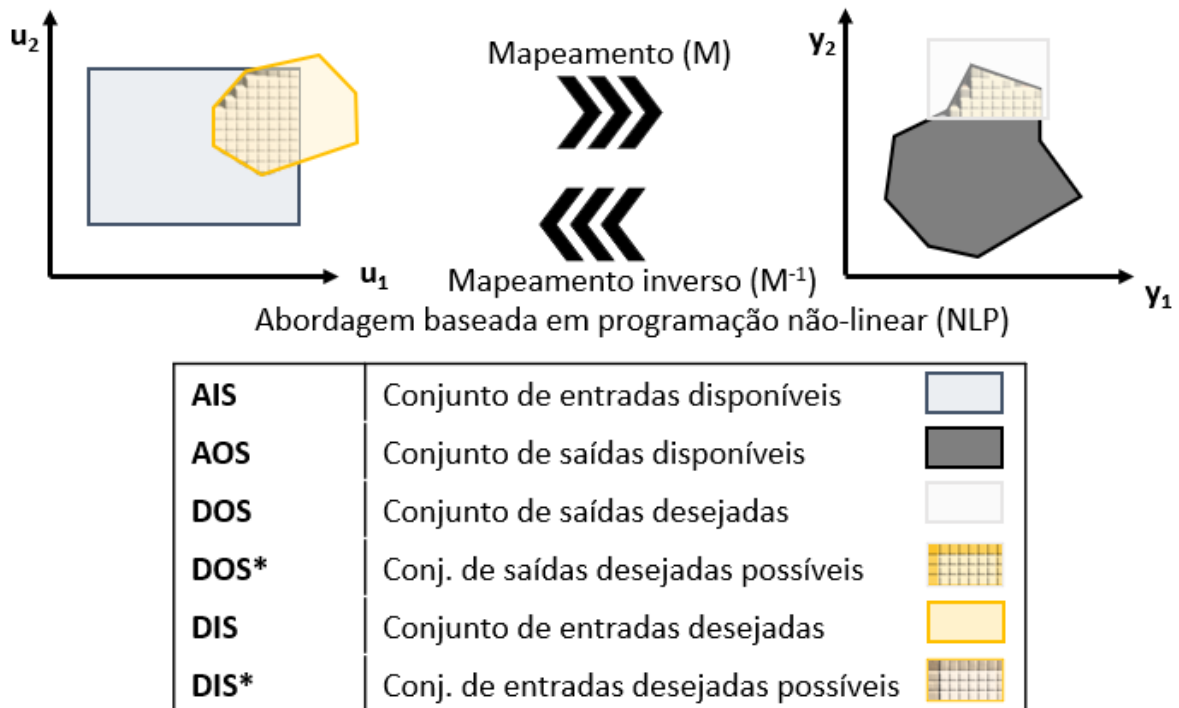 u2
Mapeamento (M)
y2
u1
Mapeamento inverso (M-1)
y1
Abordagem baseada em programação não-linear (NLP)
AIS Conjunto de entradas disponíveis
AOS Conjunto de saídas disponíveis
DOS Conjunto de saídas desejadas
DOS* Conj. de saídas desejadas possíveis
DIS Conjunto de entradas desejadas
DIS* Conj. de entradas desejadas possíveis